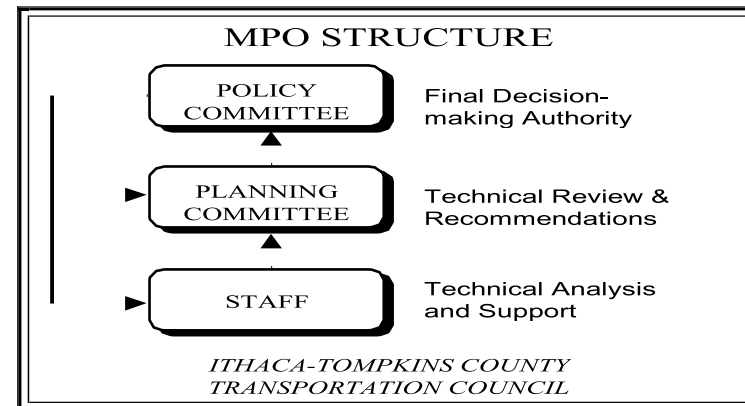 MPO STRUCTURE
POLICY
COMMITTEE
Final Decision-
making Authority
PLANNING
COMMITTEE
Technical Review &
Recommendations
STAFF
Technical Analysis
and Support
ITHACA-TOMPKINS COUNTY
TRANSPORTATION COUNCIL